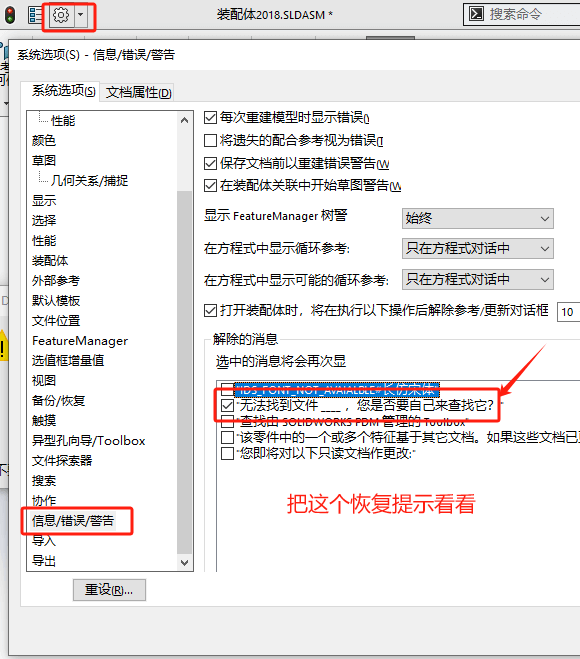 装配体2018.SLDASM *
搜索命令
系统选项(S) - 信息/错误/警告
系统选项(S)
文档属性(D)
性能
颜色
草图
几何关系/捕捉
显示
选择
性能
装配体
外部参考
默认模板
文件位置
FeatureManager
选值框增量值
视图
备份/恢复
触摸
异型孔向导/Toolbox
文件探索器
搜索
协作
信息/错误/警告
导入
导出
重设(R)...
每次重建模型时显示错误(
将遗失的配合参考视为错误(T
保存文档前以重建错误警告(W
在装配体关联中开始草图警告(W
显示 FeatureManager 树警
始终
在方程式中显示循环参考:
只在方程式对话中
在方程式中显示可能的循环参考:
只在方程式对话中
打开装配体时，将在执行以下操作后解除参考/更新对话框
10
解除的消息
选中的消息将会再次显
"IDS_FONT_NOT_AVAIALBLE=长仿宋体"
"无法找到文件 ____ ，您是否要自己来查找它？"
"查找由 SOLIDWORKS PDM 管理的 Toolbox"
"该零件中的一个或多个特征基于其它文档。如果这些文档已
"您即将对以下只读文档作更改:"
把这个恢复提示看看